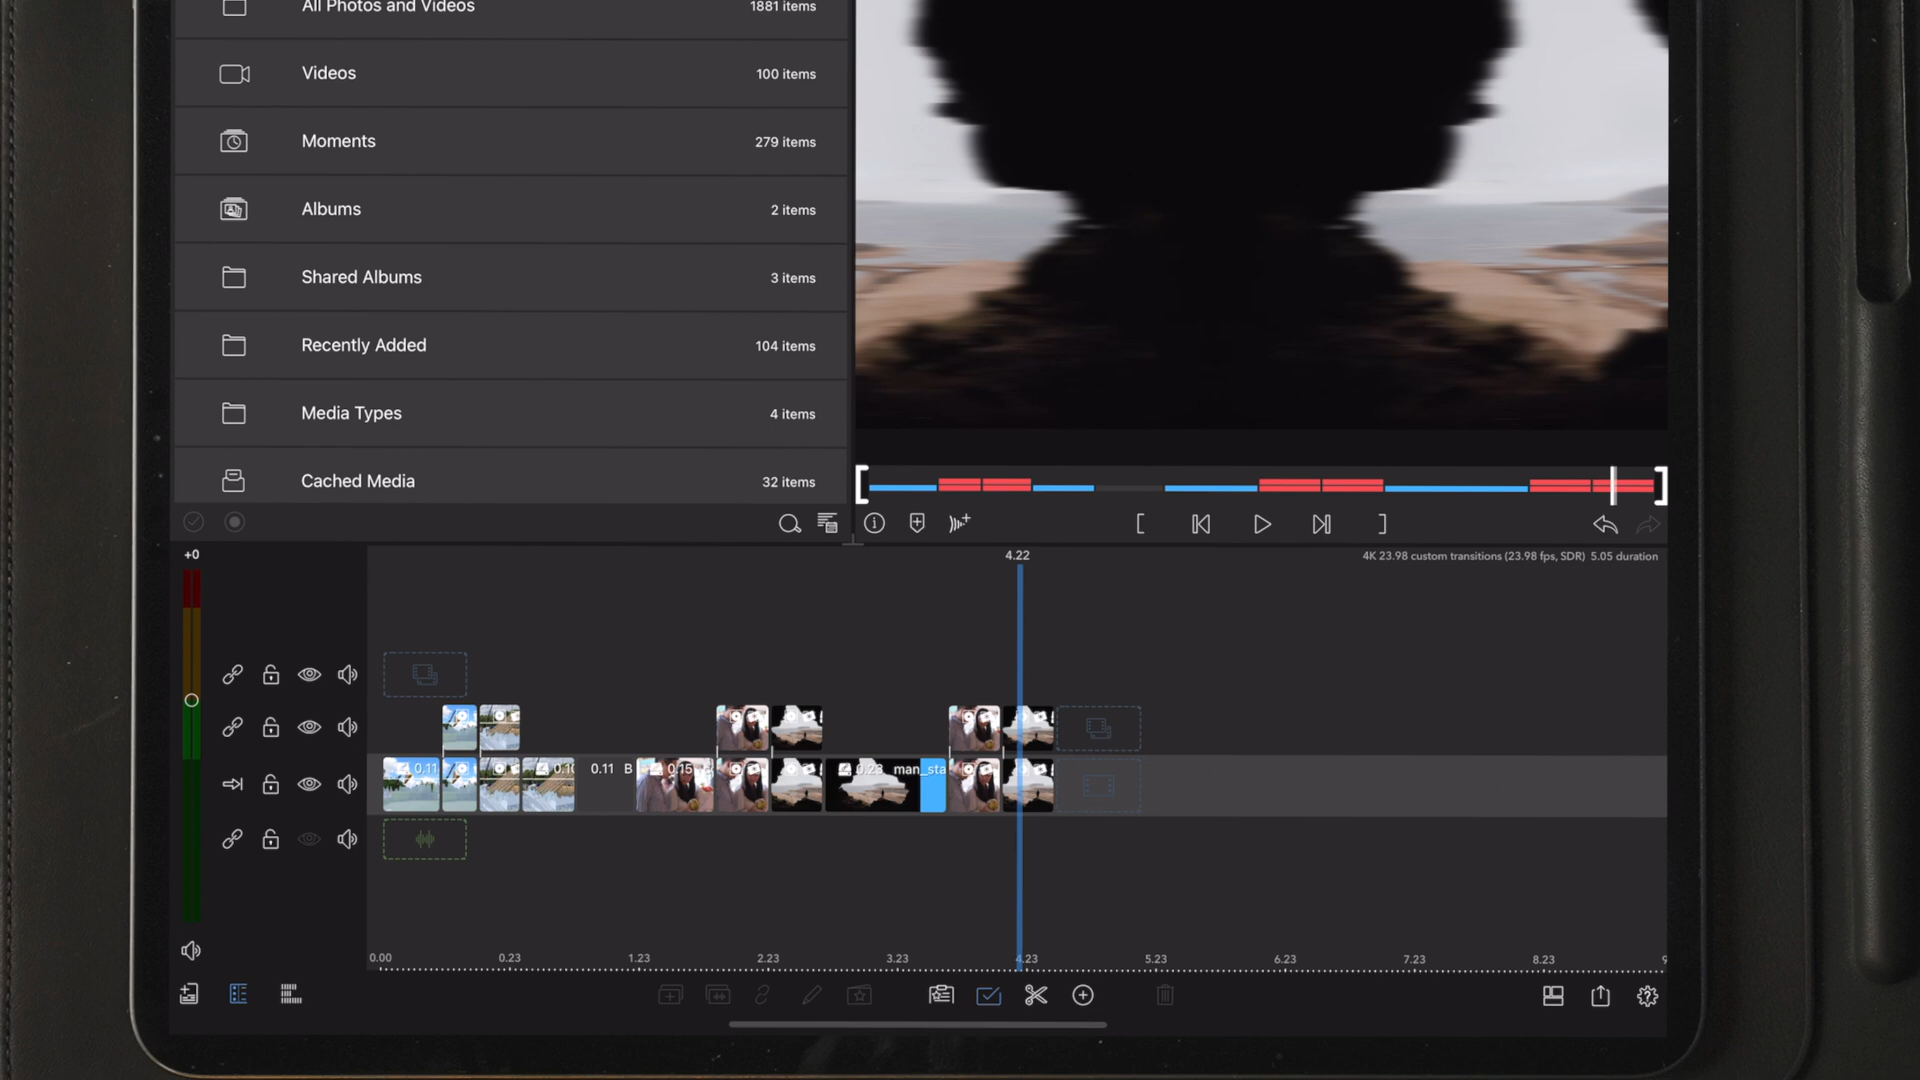 All Photos and Videos 1881 items
Videos 100 items
Moments 279 items
Albums 2 items
Shared Albums 3 items
Recently Added 104 items
Media Types 4 items
Cached Media 32 items
+0
4.22
4K 23.98 custom transitions (23.98 fps, SDR) 5.05 duration
0.11
0.11 B
0.15
0.23 man_sta
0.00 0.23 1.23 2.23 3.23 4.23 5.23 6.23 7.23 8.23 9